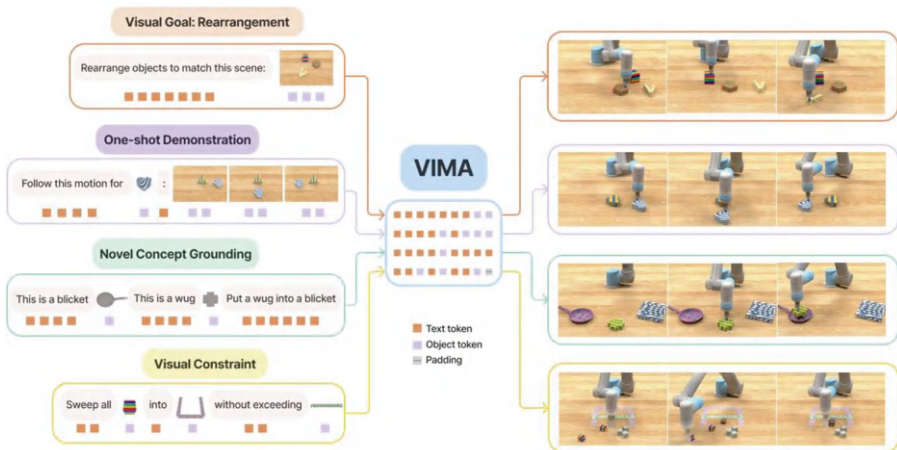 Visual Goal: Rearrangement
Rearrange objects to match this scene:
One-shot Demonstration
Follow this motion for :
Novel Concept Grounding
This is a blicket This is a wug Put a wug into a blicket
Visual Constraint
Sweep all into without exceeding
VIMA
Text token
Object token
Padding